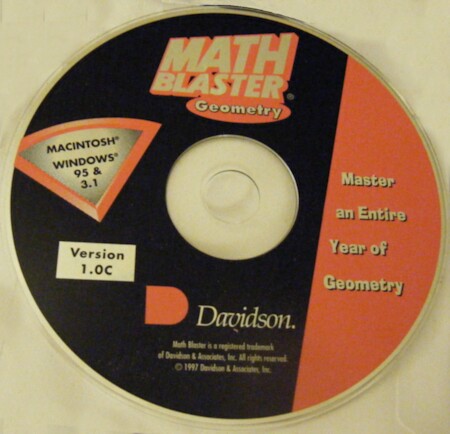 MATH
BLASTER®
Geometry
MACINTOSH®
WINDOWS®
95 &
3.1
Master
an Entire
Year of
Geometry
Version
1.0C
Davidson.
Math Blaster is a registered trademark
of Davidson & Associates, Inc. All rights reserved.
© 1997 Davidson & Associates, Inc.